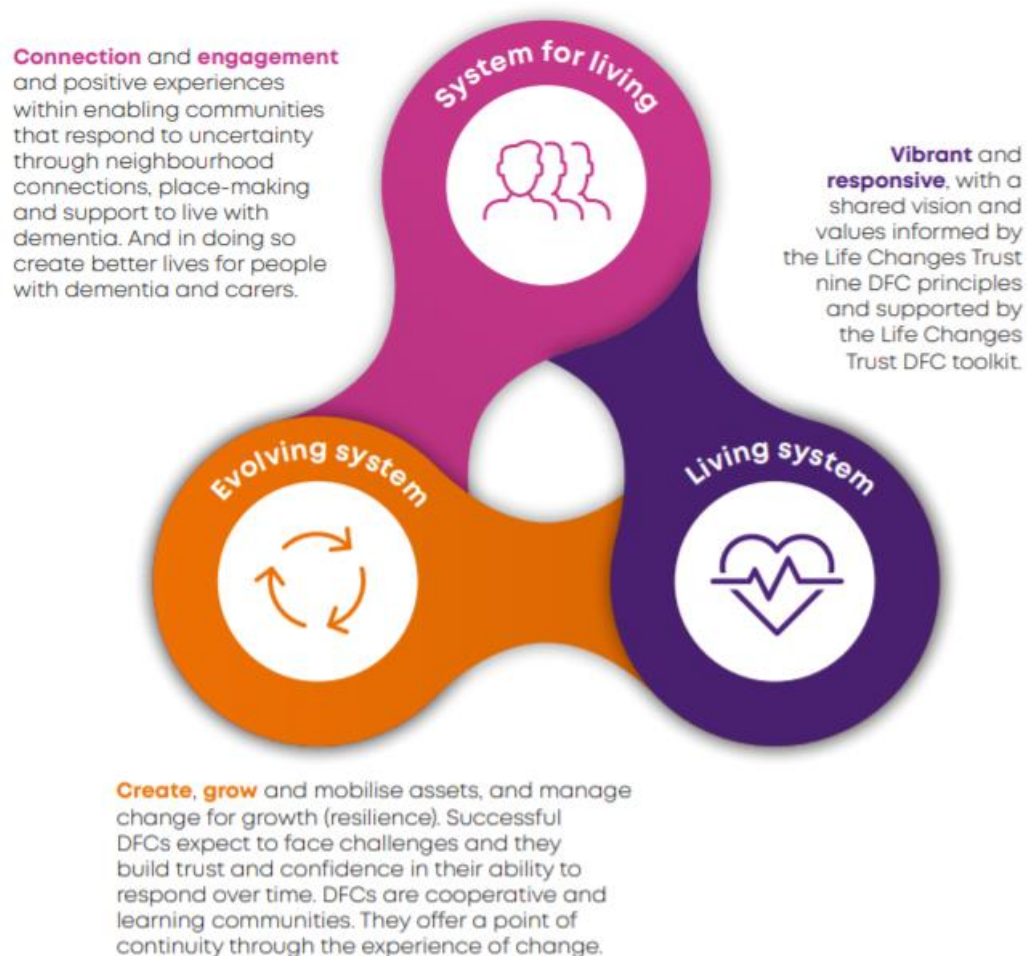 System for living
Connection and engagement
and positive experiences
within enabling communities
that respond to uncertainty
through neighbourhood
connections, place-making
and support to live with
dementia. And in doing so
create better lives for people
with dementia and carers.
Vibrant and
responsive, with a
shared vision and
values informed by
the Life Changes Trust
nine DFC principles
and supported by
the Life Changes
Trust DFC toolkit.
Evolving system
Living system
Create, grow and mobilise assets, and manage
change for growth (resilience). Successful
DFCs expect to face challenges and they
build trust and confidence in their ability to
respond over time. DFCs are cooperative and
learning communities. They offer a point of
continuity through the experience of change.